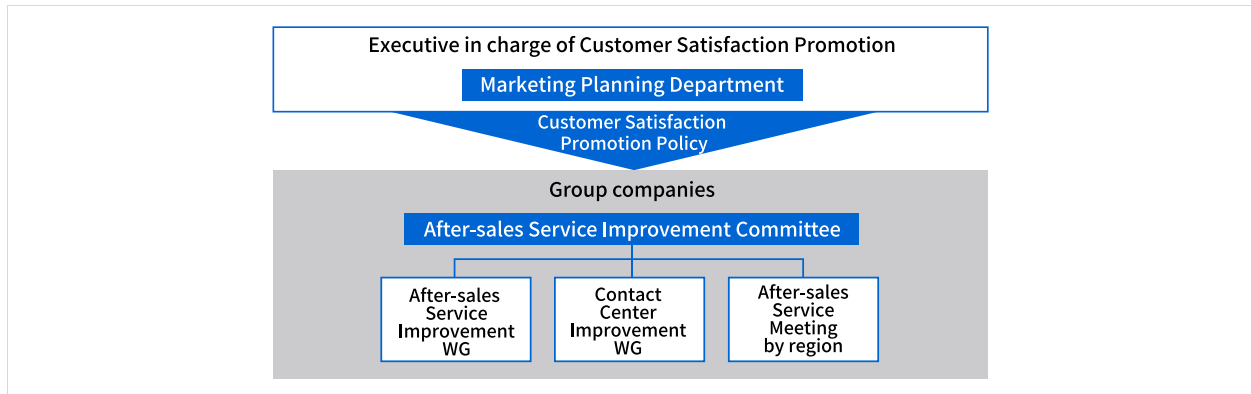 Executive in charge of Customer Satisfaction Promotion
Marketing Planning Department
Customer Satisfaction
Promotion Policy
Group companies
After-sales Service Improvement Committee
After-sales
Service
Improvement
WG
Contact
Center
Improvement
WG
After-sales
Service
Meeting
by region